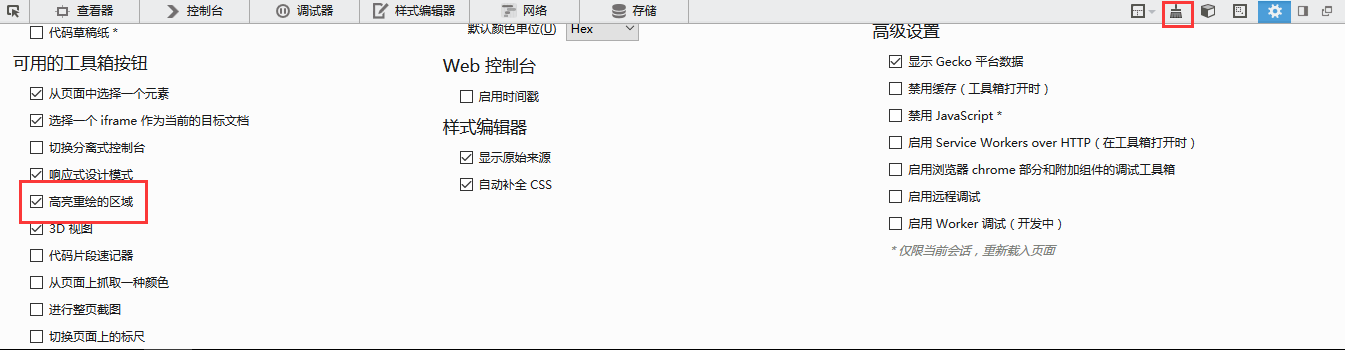 查看器 控制台 调试器 样式编辑器 网络 存储
代码草稿纸 *
可用的工具箱按钮
从页面中选择一个元素
选择一个 iframe 作为当前的目标文档
切换分离式控制台
响应式设计模式
高亮重绘的区域
3D 视图
代码片段速记器
从页面上抓取一种颜色
进行整页截图
切换页面上的标尺
默认颜色单位(U) Hex
Web 控制台
启用时间戳
样式编辑器
显示原始来源
自动补全 CSS
高级设置
显示 Gecko 平台数据
禁用缓存（工具箱打开时）
禁用 JavaScript *
启用 Service Workers over HTTP（在工具箱打开时）
启用浏览器 chrome 部分和附加组件的调试工具箱
启用远程调试
启用 Worker 调试（开发中）
* 仅限当前会话，重新载入页面